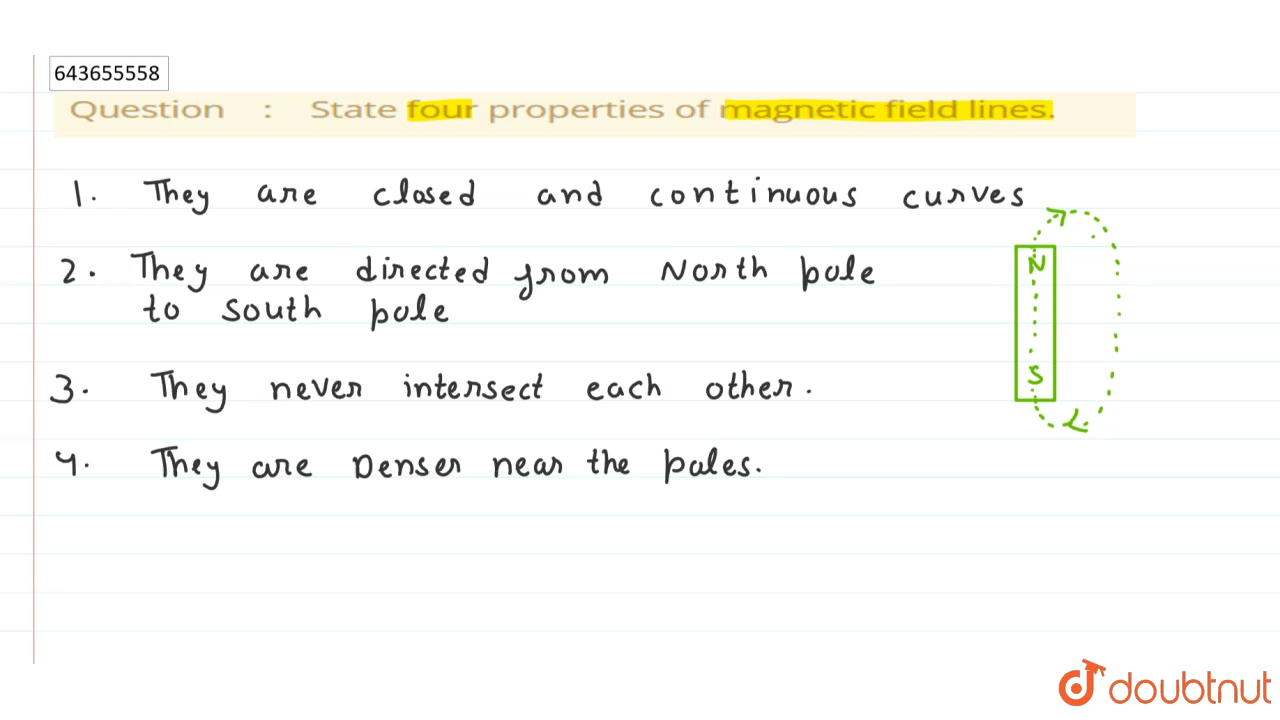 643655558
Question : State four properties of magnetic field lines.
1. They are closed and continuous curves
2. They are directed from North pole
to south pole
N
S
3. They never intersect each other.
4. They are Denser near the poles.
doubtnut